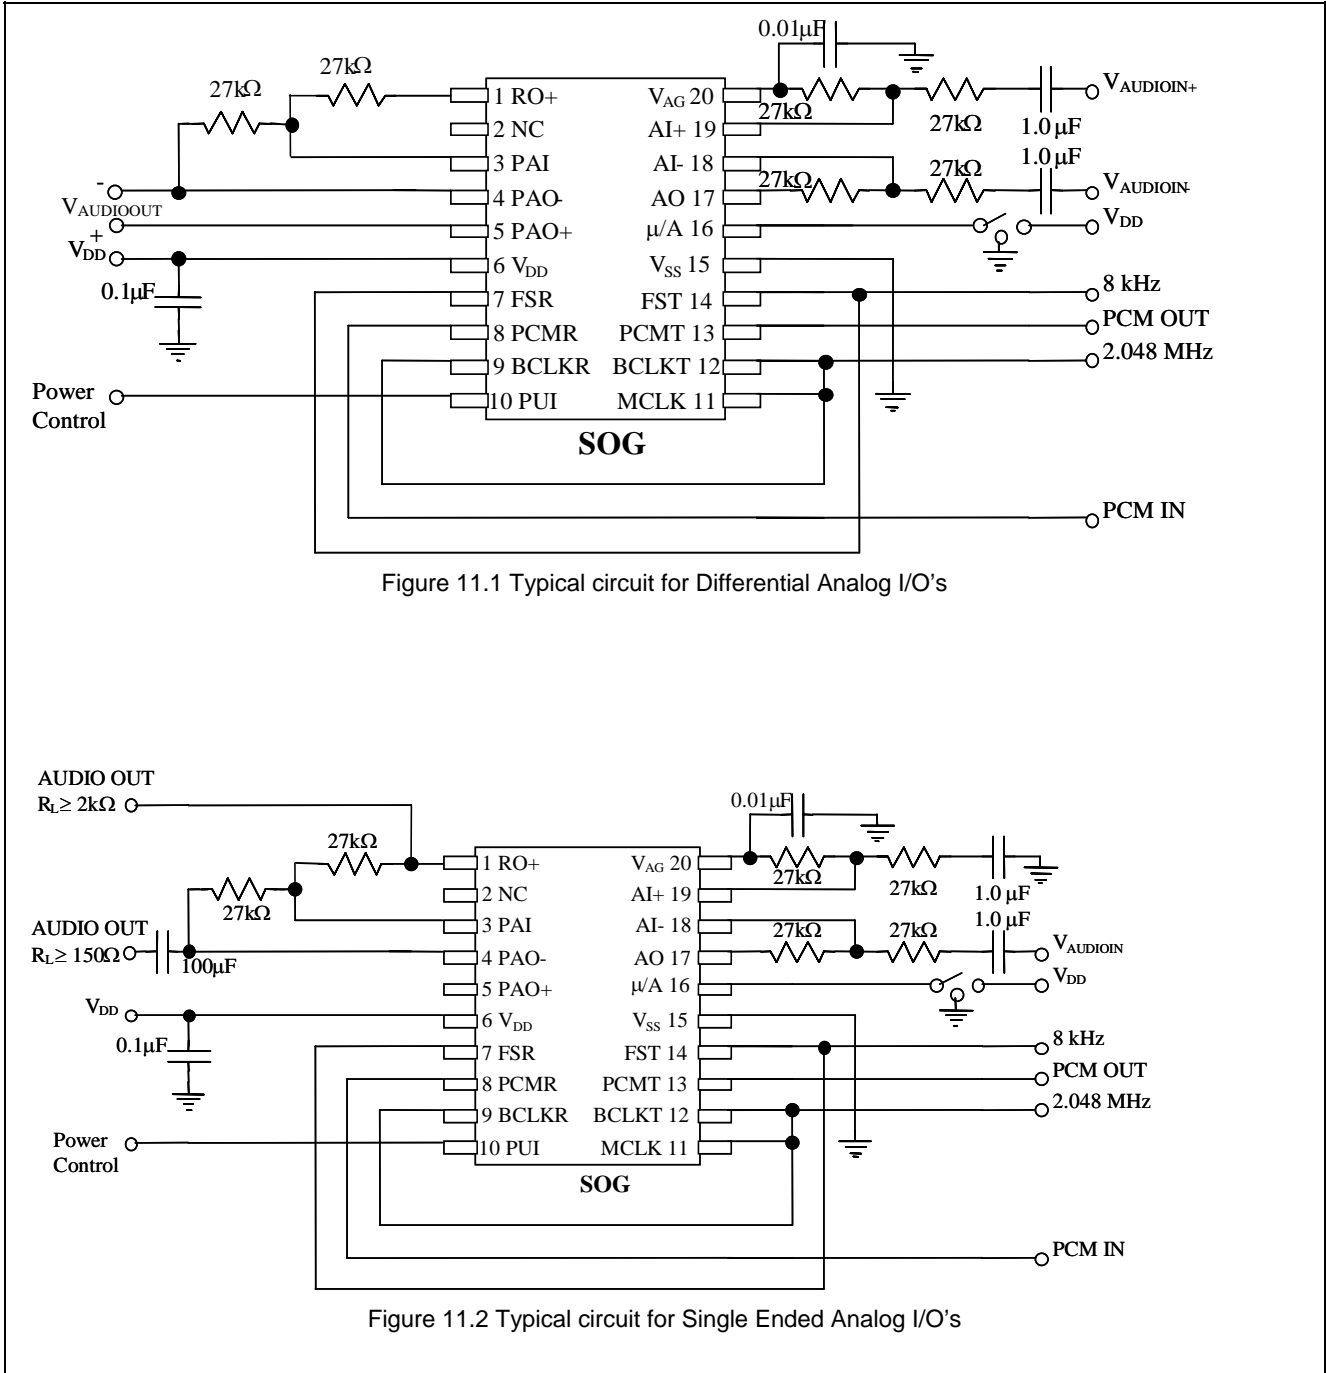 0.01µF
27kΩ
27kΩ
1 RO+
2 NC
3 PAI
4 PAO-
5 PAO+
6 VDD
7 FSR
8 PCMR
9 BCLKR
10 PUI
VAG 20
AI+ 19
AI- 18
AO 17
µ/A 16
VSS 15
FST 14
PCMT 13
BCLKT 12
MCLK 11
SOG
27kΩ
27kΩ
1.0 µF
VAUDIOIN+
27kΩ
27kΩ
1.0 µF
VAUDIOIN-
VDD
8 kHz
PCM OUT
2.048 MHz
PCM IN
-
VAUDIOOUT
+
VDD
0.1µF
Power
Control
Figure 11.1 Typical circuit for Differential Analog I/O's
AUDIO OUT
RL≥ 2kΩ
27kΩ
27kΩ
AUDIO OUT
RL≥ 150Ω
100µF
VDD
0.1µF
Power
Control
1 RO+
2 NC
3 PAI
4 PAO-
5 PAO+
6 VDD
7 FSR
8 PCMR
9 BCLKR
10 PUI
VAG 20
AI+ 19
AI- 18
AO 17
µ/A 16
VSS 15
FST 14
PCMT 13
BCLKT 12
MCLK 11
SOG
0.01µF
27kΩ
27kΩ
1.0 µF
27kΩ
27kΩ
1.0 µF
VAUDIOIN
VDD
8 kHz
PCM OUT
2.048 MHz
PCM IN
Figure 11.2 Typical circuit for Single Ended Analog I/O's